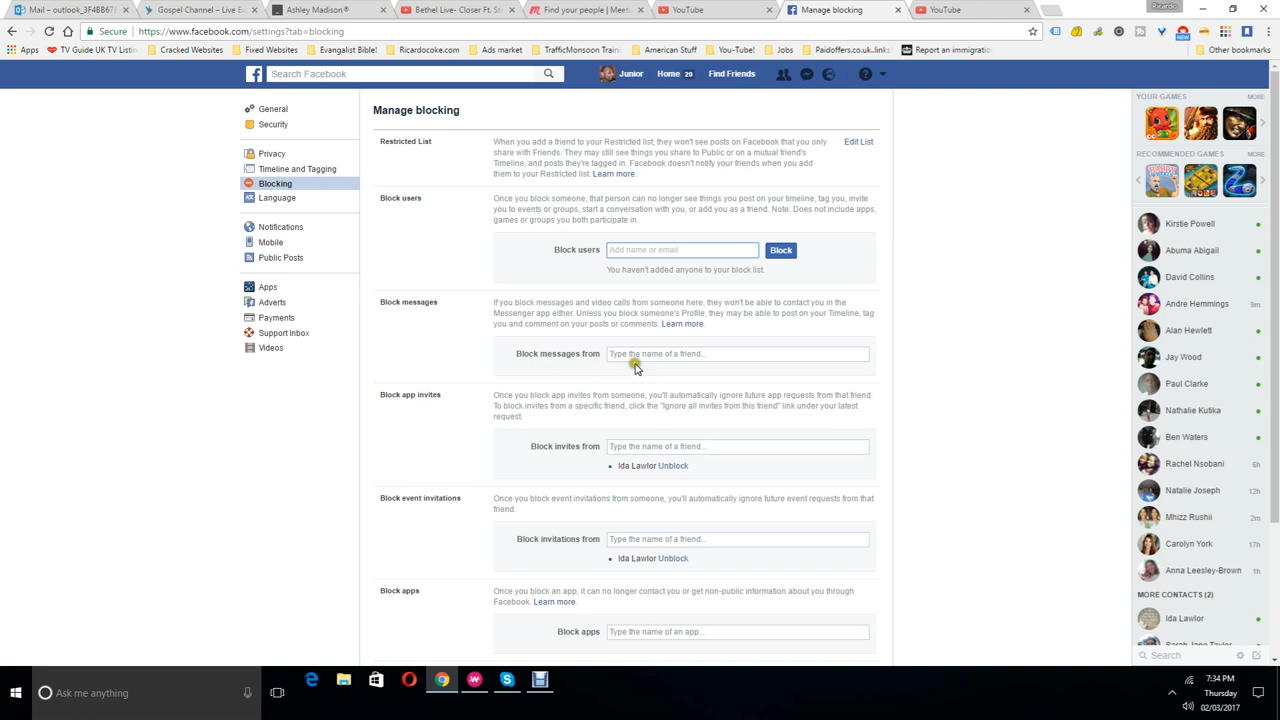 Mail – outlook_3F4BB67
Gospel Channel – Live Ev
Ashley Madison®
Bethel Live- Closer Ft. Ste
Find your people | Meet
YouTube
Manage blocking
YouTube
Ricardo
Secure https://www.facebook.com/settings?tab=blocking
Apps TV Guide UK TV Listin Cracked Websites Fixed Websites Evangalist Bible! Ricardocoke.com Ads market TrafficMonsoon Train American Stuff You-Tube! Jobs Paidoffers.co.uk..links! Report an immigratio Other bookmarks
Search Facebook Junior Home 29 Find Friends
General
Security
Privacy
Timeline and Tagging
Blocking
Language
Notifications
Mobile
Public Posts
Apps
Adverts
Payments
Support Inbox
Videos
Manage blocking
Restricted List
When you add a friend to your Restricted list, they won't see posts on Facebook that you only
share with Friends. They may still see things you share to Public or on a mutual friend's
Timeline, and posts they're tagged in. Facebook doesn't notify your friends when you add
them to your Restricted list. Learn more.
Edit List
Block users
Once you block someone, that person can no longer see things you post on your timeline, tag you, invite
you to events or groups, start a conversation with you, or add you as a friend. Note: Does not include apps,
games or groups you both participate in.
Block users Add name or email Block
You haven't added anyone to your block list.
Block messages
If you block messages and video calls from someone here, they won't be able to contact you in the
Messenger app either. Unless you block someone's Profile, they may be able to post on your Timeline, tag
you and comment on your posts or comments. Learn more.
Block messages from Type the name of a friend...
Block app invites
Once you block app invites from someone, you'll automatically ignore future app requests from that friend.
To block invites from a specific friend, click the "Ignore all invites from this friend" link under your latest
request.
Block invites from Type the name of a friend...
Ida Lawlor Unblock
Block event invitations
Once you block event invitations from someone, you'll automatically ignore future event requests from that
friend.
Block invitations from Type the name of a friend...
Ida Lawlor Unblock
Block apps
Once you block an app, it can no longer contact you or get non-public information about you through
Facebook. Learn more.
Block apps Type the name of an app...
YOUR GAMES MORE
RECOMMENDED GAMES MORE
Kirstie Powell
Abuma Abigail
David Collins
Andre Hemmings 9m
Alan Hewlett
Jay Wood
Paul Clarke
Nathalie Kutika
Ben Waters
Rachel Nsobani 6h
Natalie Joseph 12h
Mhizz Rushii 2m
Carolyn York 17h
Anna Leesley-Brown 1h
MORE CONTACTS (2)
Ida Lawlor
Sarah Jane Taylor
Search
Ask me anything
7:34 PM
Thursday
02/03/2017